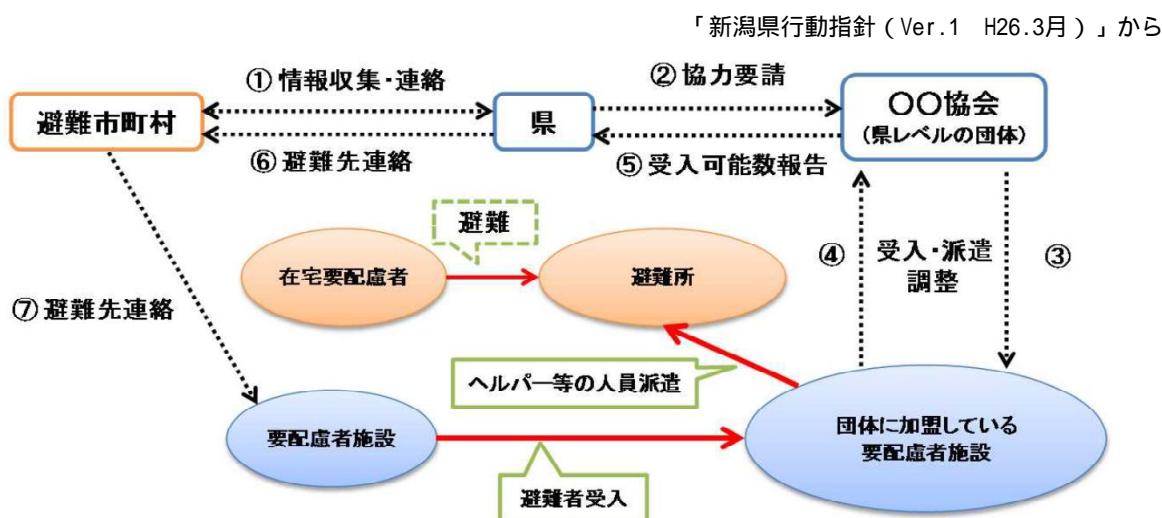 「新潟県行動指針(Ver.1 H26.3月)」から
①情報収集・連絡
②協力要請
避難市町村
県
〇〇協会
(県レベルの団体)
⑥避難先連絡
⑤受入可能数報告
避難
在宅要配慮者
避難所
④
受入・派遣
調整
③
⑦避難先連絡
ヘルパー等の人員派遣
要配慮者施設
団体に加盟している
要配慮者施設
避難者受入